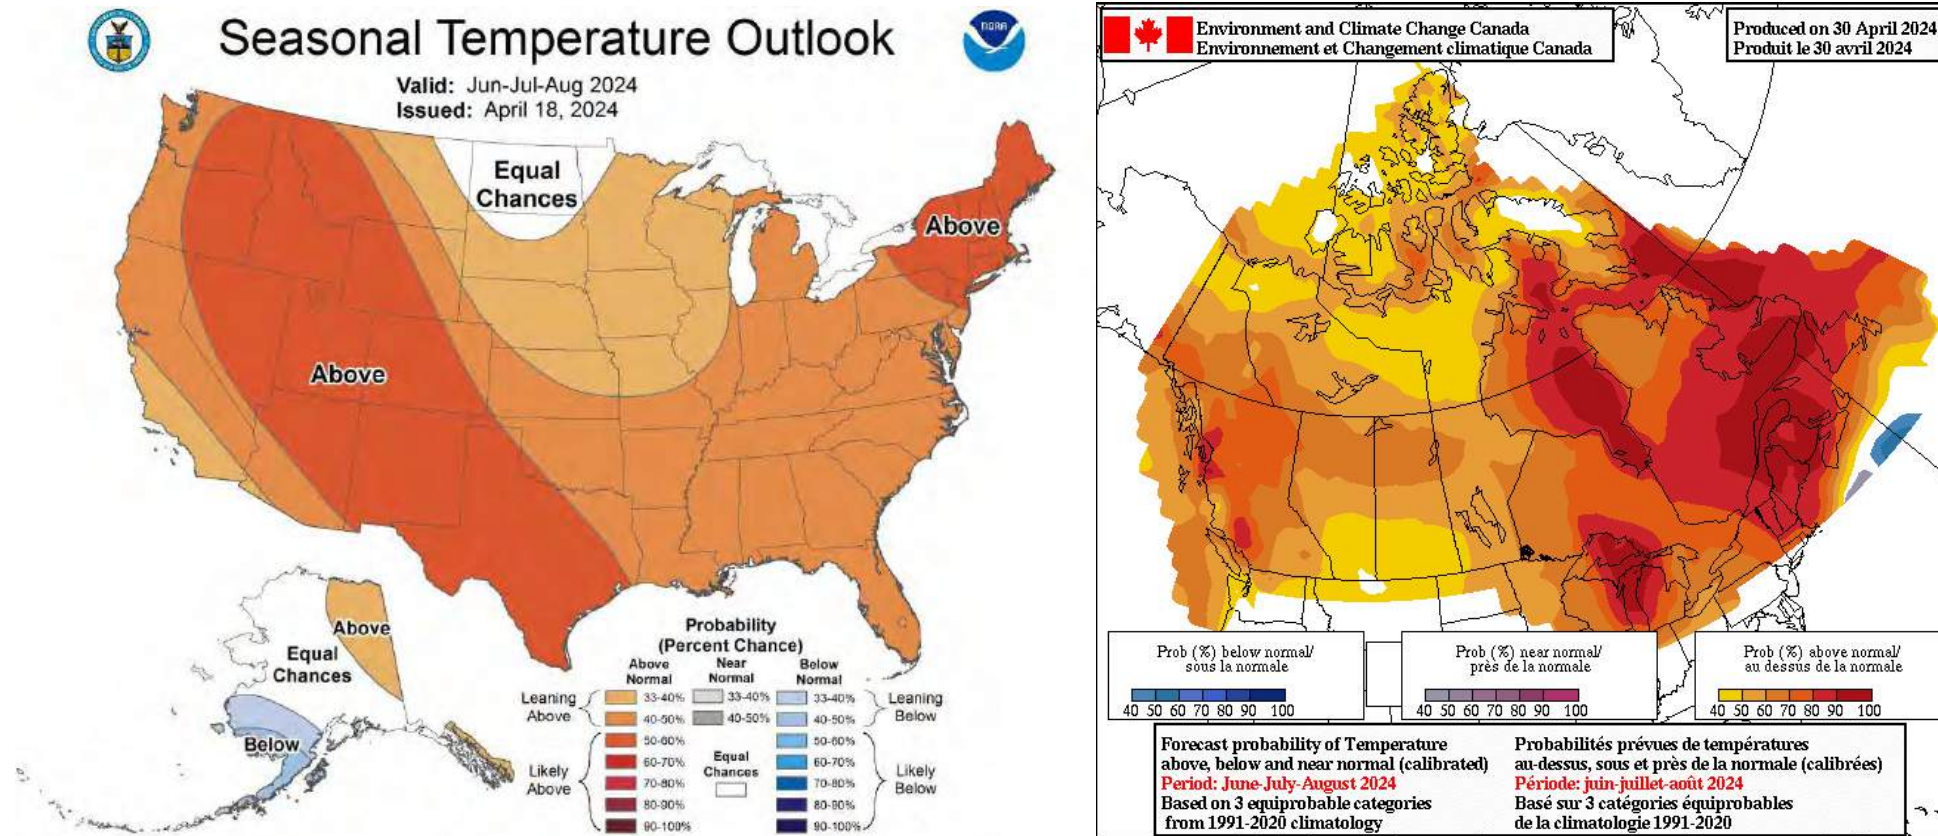 Seasonal Temperature Outlook
NOAA
Valid: Jun-Jul-Aug 2024
Issued: April 18, 2024
Equal
Chances
Above
Above
Above
Equal
Chances
Below
Probability
(Percent Chance)
Above
Normal
Near
Normal
Below
Normal
Leaning
Above
33-40%
33-40%
33-40%
Leaning
Below
40-50%
40-50%
40-50%
Likely
Above
50-60%
50-60%
Likely
Below
60-70%
60-70%
Equal
Chances
70-80%
70-80%
80-90%
80-90%
90-100%
90-100%
Environment and Climate Change Canada
Environnement et Changement climatique Canada
Produced on 30 April 2024
Produit le 30 avril 2024
Prob (%) below normal/
sous la normale
40 50 60 70 80 90 100
Prob (%) near normal/
près de la normale
40 50 60 70 80 90 100
Prob (%) above normal/
au dessus de la normale
40 50 60 70 80 90 100
Forecast probability of Temperature
above, below and near normal (calibrated)
Period: June-July-August 2024
Based on 3 equiprobable categories
from 1991-2020 climatology
Probabilités prévues de températures
au-dessus, sous et près de la normale (calibrées)
Période: juin-juillet-août 2024
Basé sur 3 catégories équiprobables
de la climatologie 1991-2020